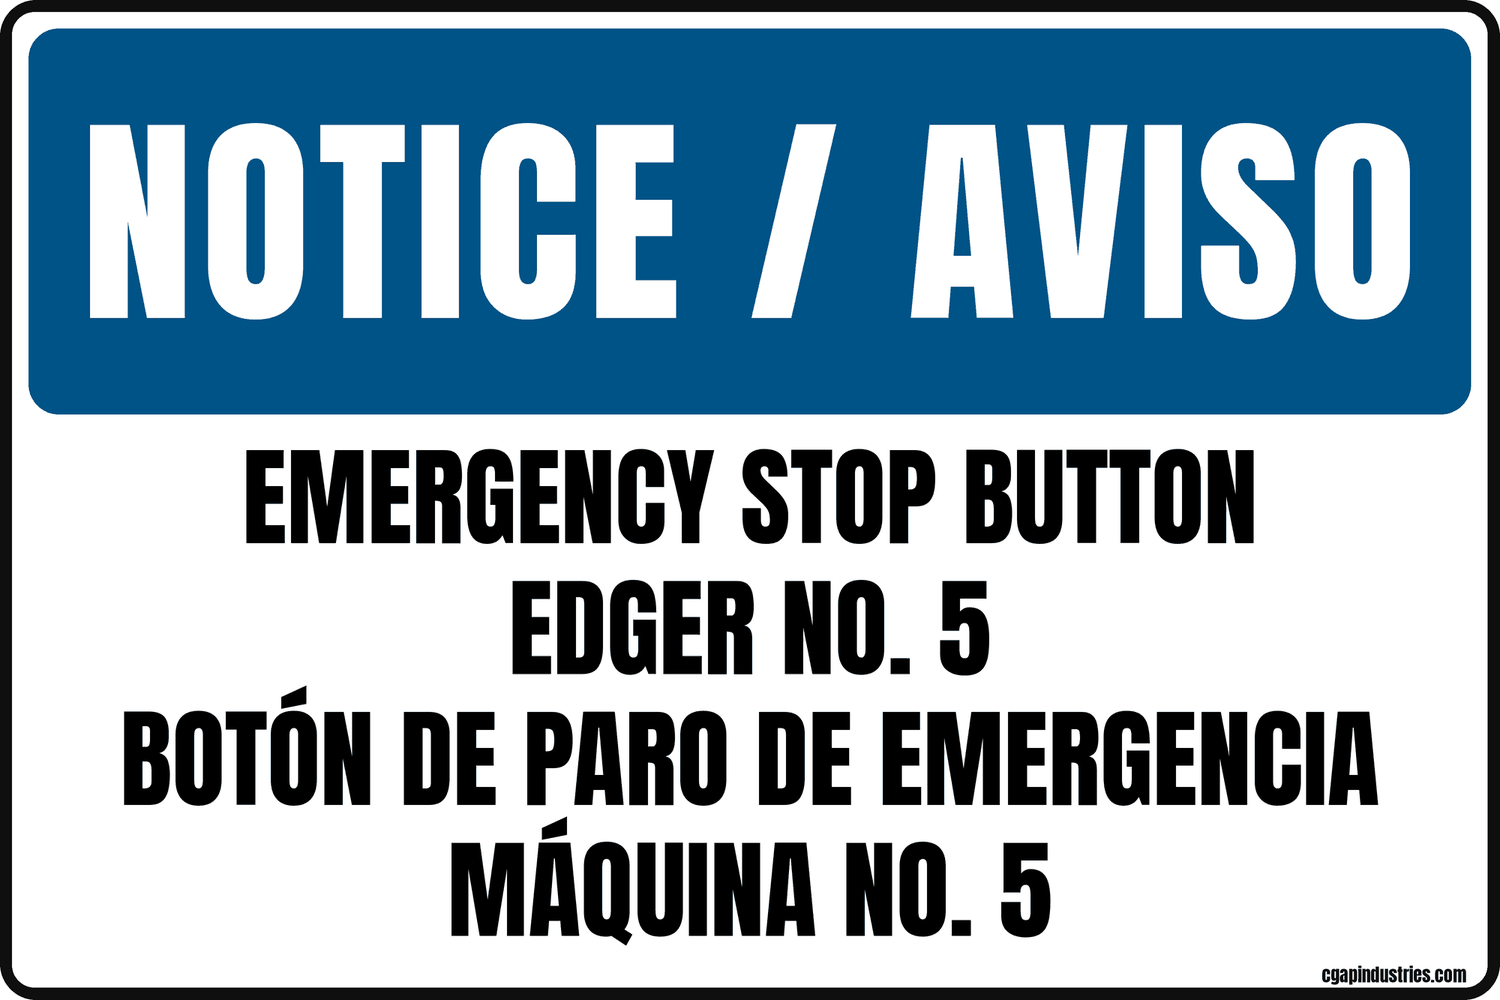 NOTICE / AVISO
EMERGENCY STOP BUTTON
EDGER NO. 5
BOTÓN DE PARO DE EMERGENCIA
MÁQUINA NO. 5
cgapindustries.com